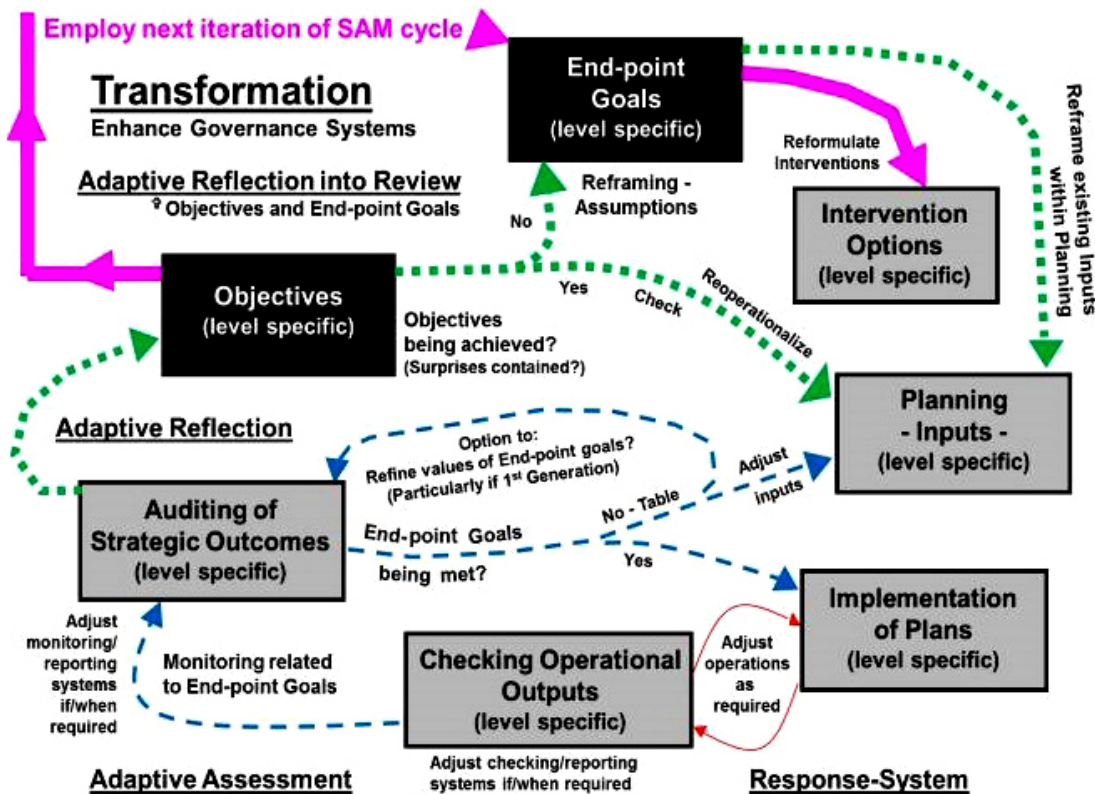 Employ next iteration of SAM cycle
Transformation
Enhance Governance Systems
Adaptive Reflection into Review
Objectives and End-point Goals
End-point
Goals
(level specific)
Reformulate
Interventions
Reframe existing Inputs
within Planning
Reframing -
Assumptions
No
Intervention
Options
(level specific)
Objectives
(level specific)
Yes
Check
Reoperationalize
Objectives
being achieved?
(Surprises contained?)
Planning
- Inputs -
(level specific)
Adaptive Reflection
Option to:
Refine values of End-point goals?
(Particularly if 1st Generation)
Adjust
inputs
No - Table
Auditing of
Strategic Outcomes
(level specific)
End-point Goals
being met?
Yes
Implementation
of Plans
(level specific)
Adjust
monitoring/
reporting
systems
if/when
required
Monitoring related
to End-point Goals
Checking Operational
Outputs
(level specific)
Adjust
operations
as
required
Adjust checking/reporting
systems if/when required
Adaptive Assessment
Response-System